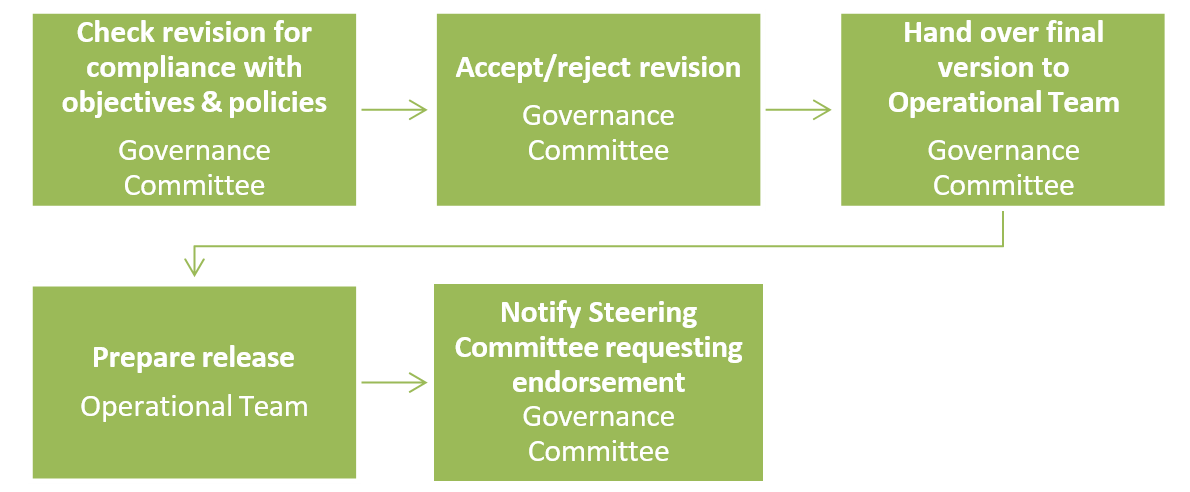 Check revision for
compliance with
objectives & policies
Governance
Committee
Accept/reject revision
Governance
Committee
Hand over final
version to
Operational Team
Governance
Committee
Prepare release
Operational Team
Notify Steering
Committee requesting
endorsement
Governance
Committee